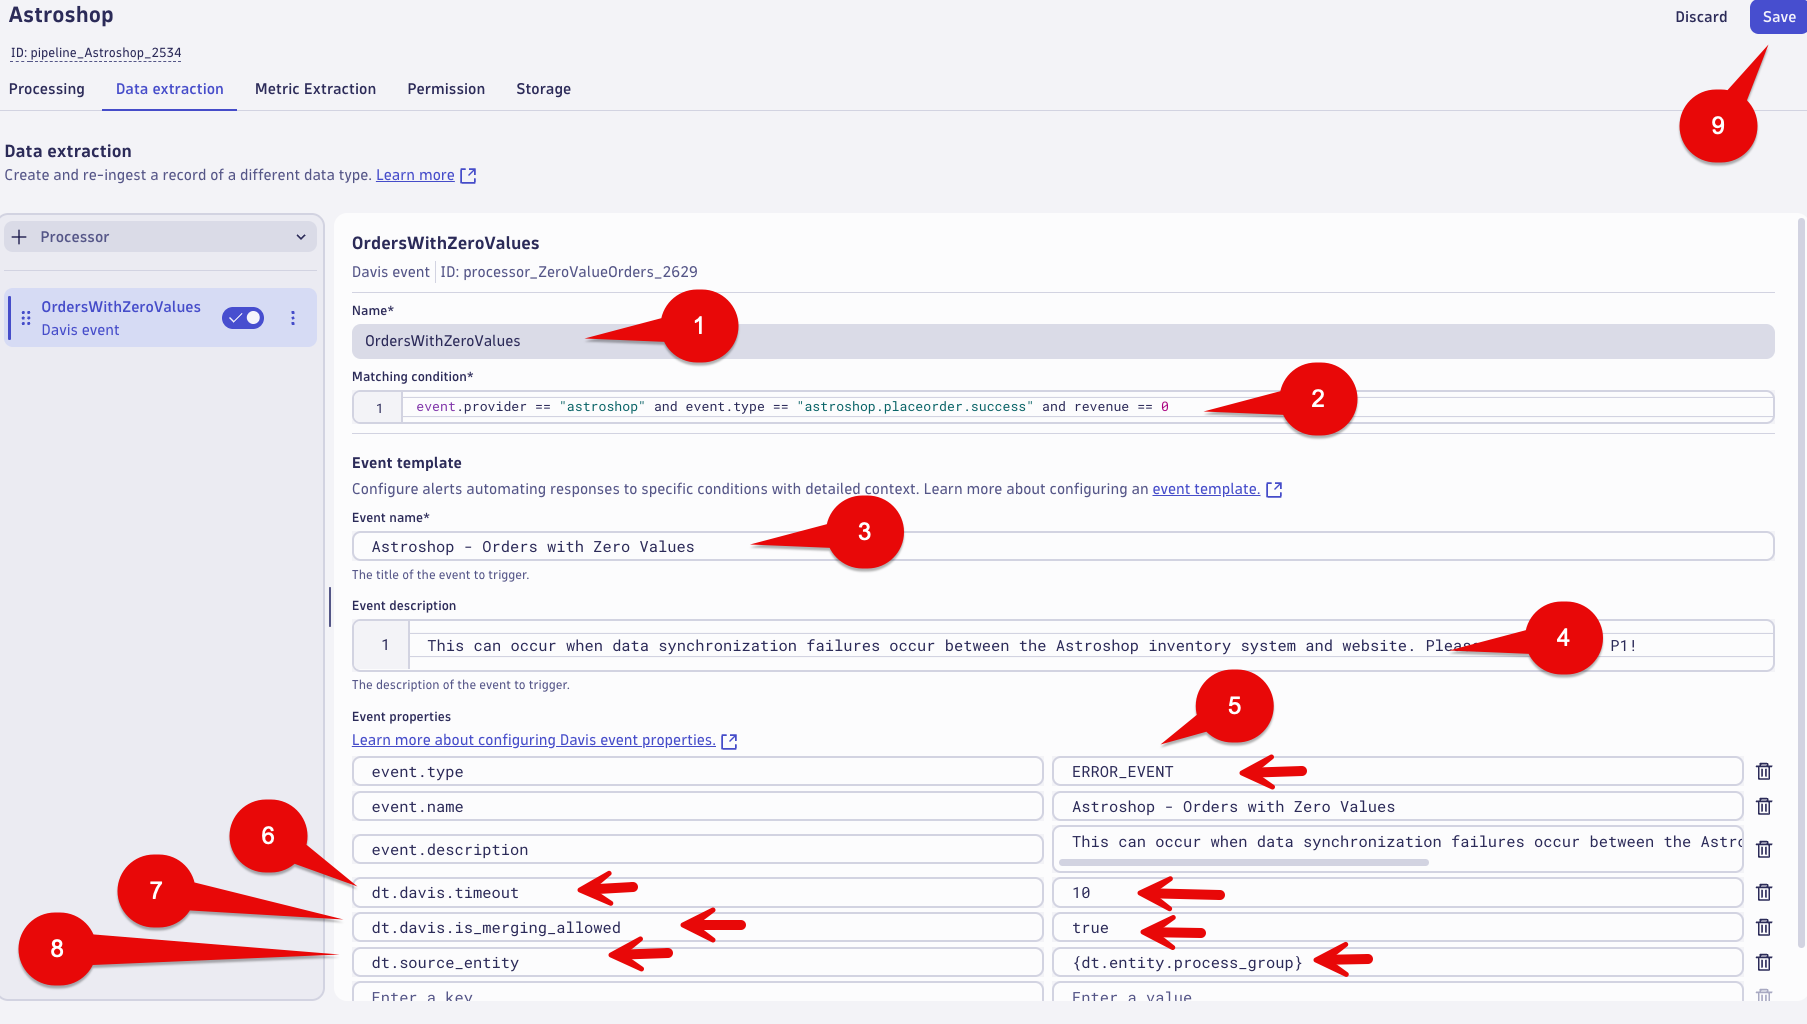 Astroshop
Discard
Save
ID: pipeline_Astroshop_2534
Processing
Data extraction
Metric Extraction
Permission
Storage
9
Data extraction
Create and re-ingest a record of a different data type. Learn more
Processor
OrdersWithZeroValues
Davis event
OrdersWithZeroValues
Davis event ID: processor_ZeroValueOrders_2629
Name*
1
OrdersWithZeroValues
Matching condition*
1 event.provider == "astroshop" and event.type == "astroshop.placeorder.success" and revenue == 0
2
Event template
Configure alerts automating responses to specific conditions with detailed context. Learn more about configuring an event template.
Event name*
3
Astroshop - Orders with Zero Values
The title of the event to trigger.
Event description
1 This can occur when data synchronization failures occur between the Astroshop inventory system and website. P1!
4
The description of the event to trigger.
Event properties
5
Learn more about configuring Davis event properties.
event.type ERROR_EVENT
event.name Astroshop - Orders with Zero Values
event.description This can occur when data synchronization failures occur between the
6
dt.davis.timeout 10
7
dt.davis.is_merging_allowed true
8
dt.source_entity {dt.entity.process_group}
Enter a key Enter a value